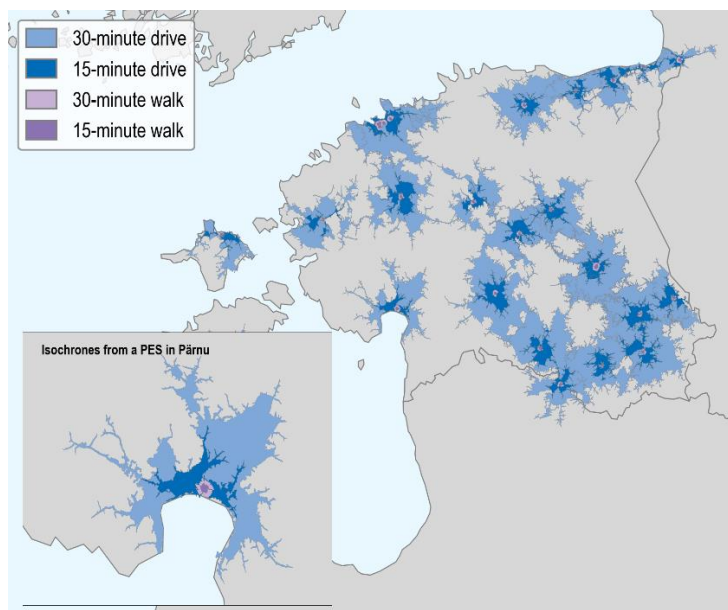 30-minute drive
15-minute drive
30-minute walk
15-minute walk
Isochrones from a PES in Pärnu